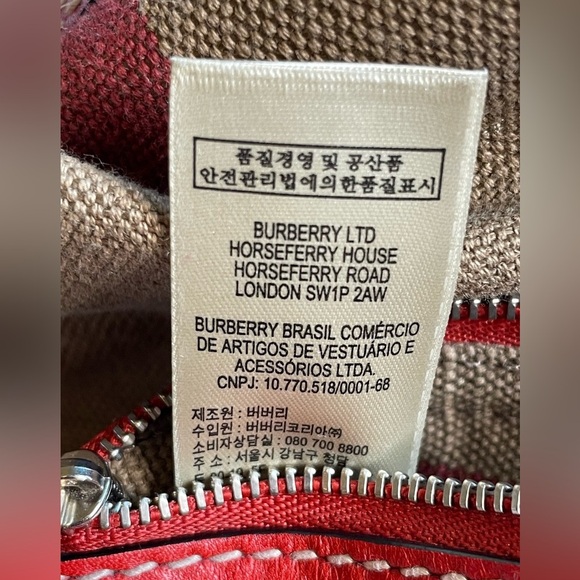 품질경영 및 공산품
안전관리법에의한품질표시
BURBERRY LTD
HORSEFERRY HOUSE
HORSEFERRY ROAD
LONDON SW1P 2AW
BURBERRY BRASIL COMÉRCIO
DE ARTIGOS DE VESTUÁRIO E
ACESSÓRIOS LTDA.
CNPJ: 10.770.518/0001-68
제조원 : 버버리
수입원 : 버버리코리아㈜
소비자상담실 : 080 700 8800
주 소 : 서울시 강남구 청담